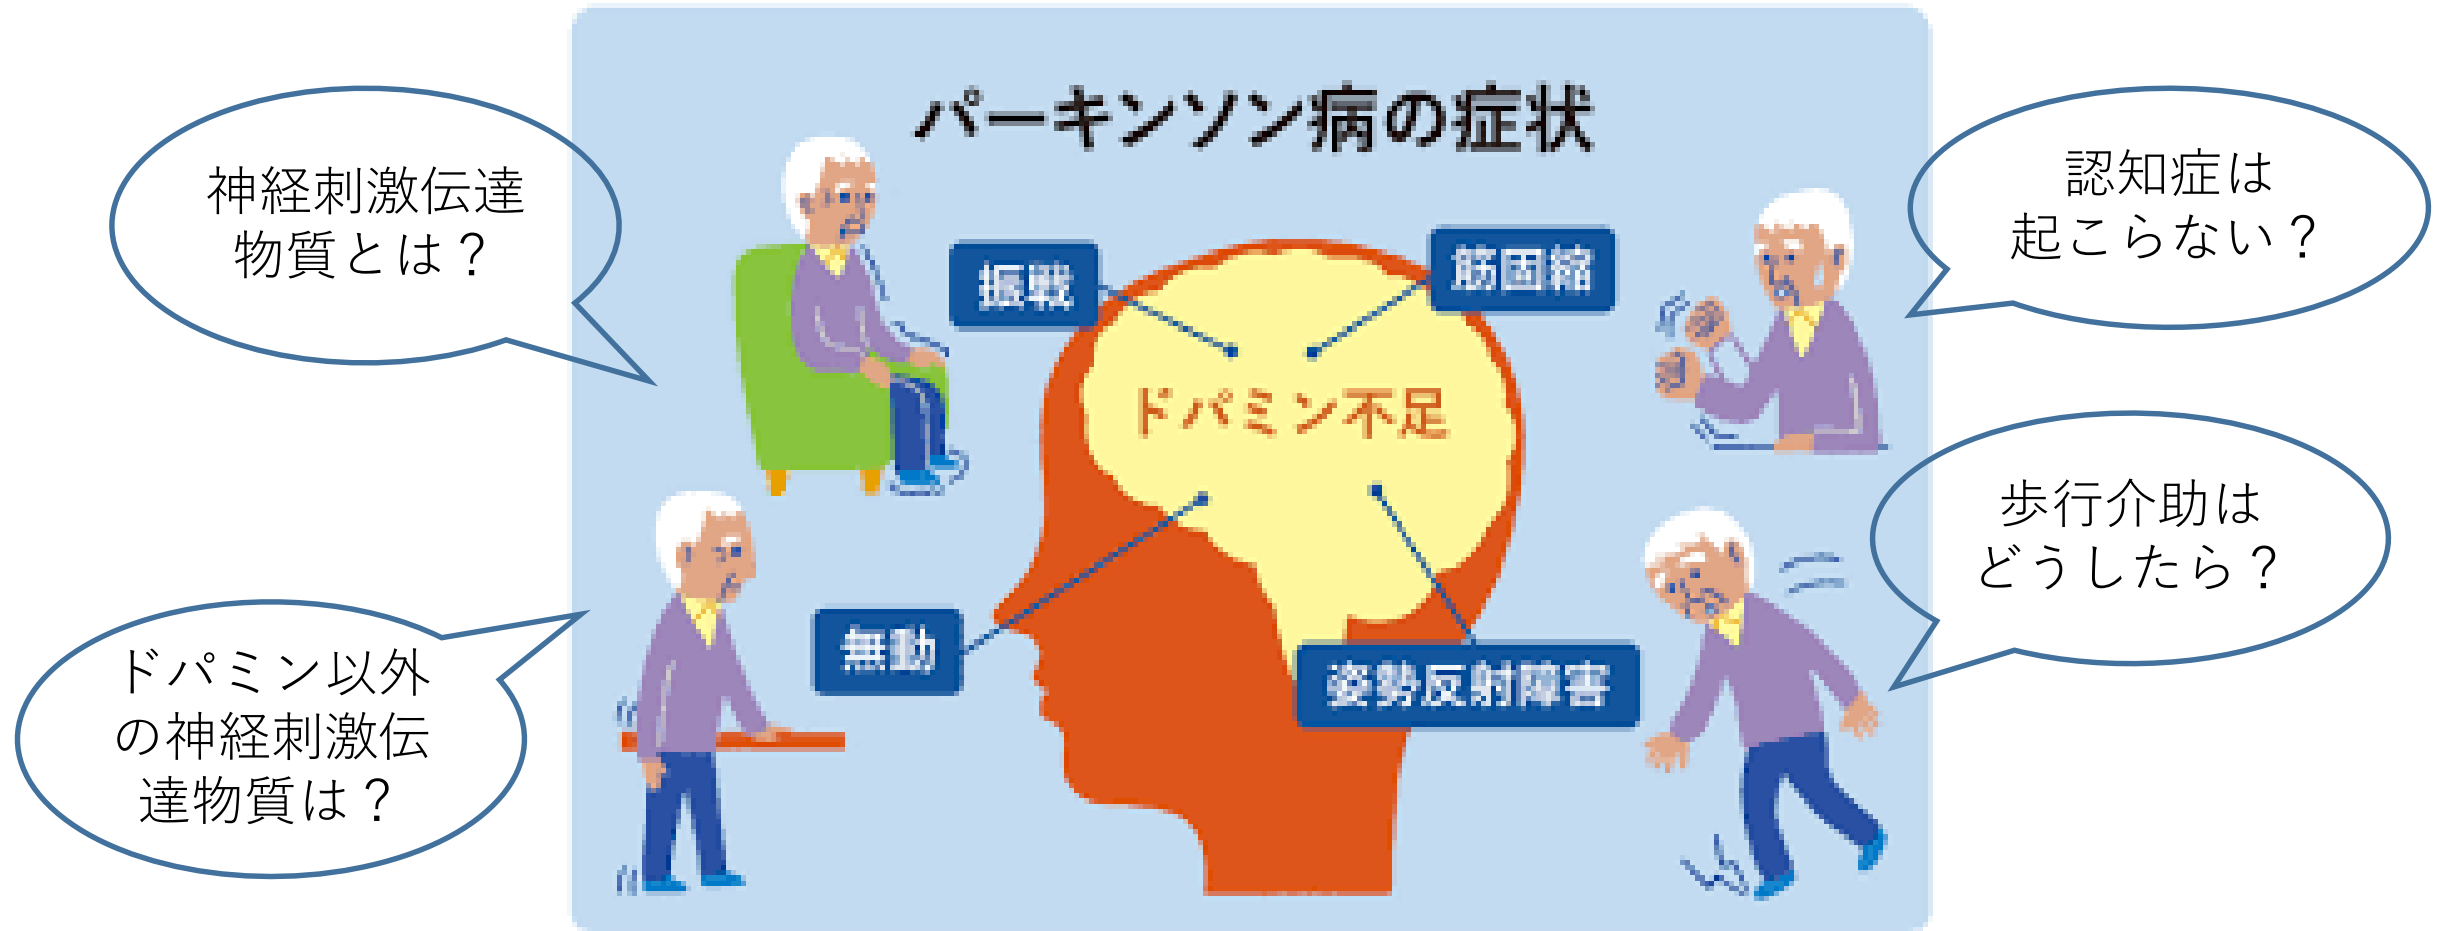 パーキンソン病の症状
神経刺激伝達
物質とは？
認知症は
起こらない？
振戦
筋固縮
ドパミン不足
歩行介助は
どうしたら？
無動
姿勢反射障害
ドパミン以外
の神経刺激伝
達物質は？